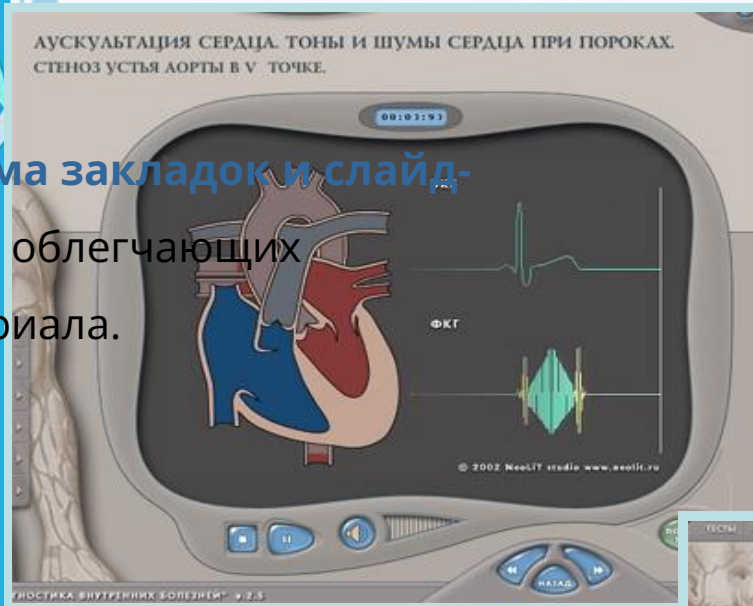 АУСКУЛЬТАЦИЯ СЕРДЦА. ТОНЫ И ШУМЫ СЕРДЦА ПРИ ПОРОКАХ.
СТЕНОЗ УСТЬЯ АОРТЫ В V ТОЧКЕ.
00:03:93
ма закладок и слайд-
облегчающих
риала.
ФКГ
© 2002 NeoLiT studio www.neolit.ru
НАЗАД
ТЕСТЫ
ГНОСТИКА ВНУТРЕННИХ БОЛЕЗНЕЙ" v.2.5